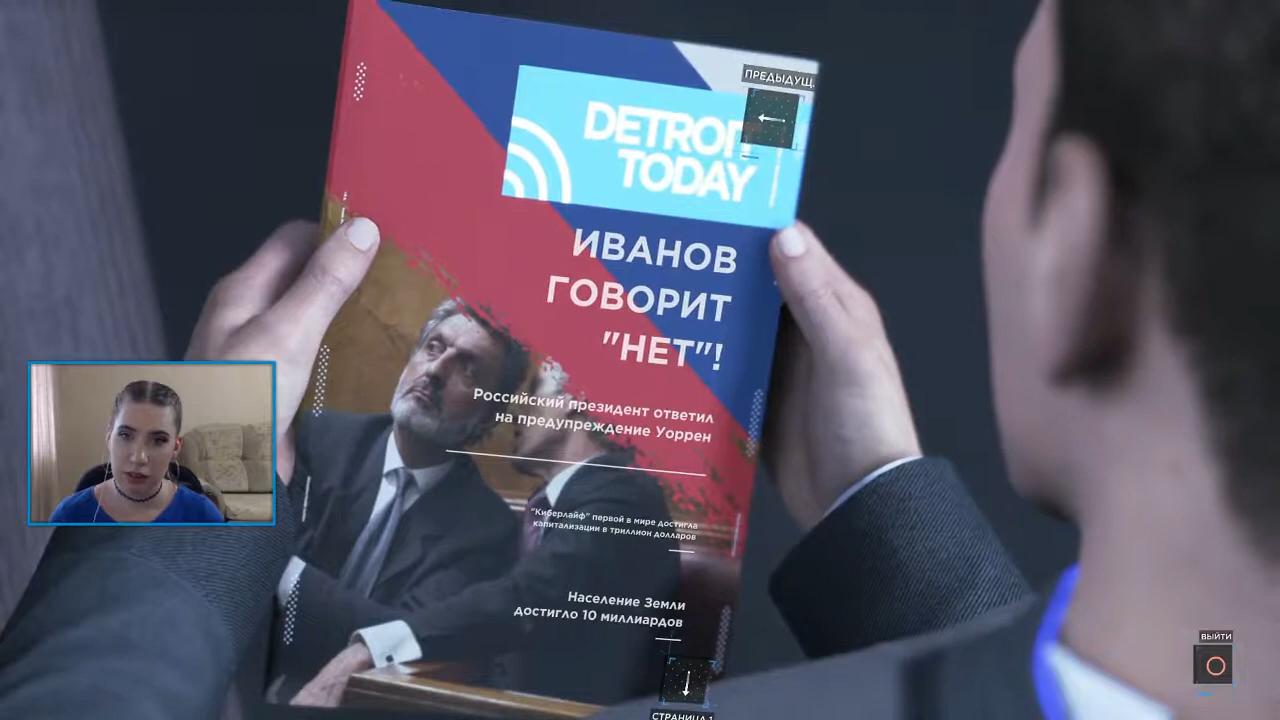 ПРЕДЫДУЩ.
DETROIT
TODAY
ИВАНОВ
ГОВОРИТ
"НЕТ"!
Российский президент ответил
на предупреждение Уоррен
"Киберлайф" первой в мире достигла
капитализации в триллион долларов
Население Земли
достигло 10 миллиардов
ВЫЙТИ
СТРАНИЦА 1